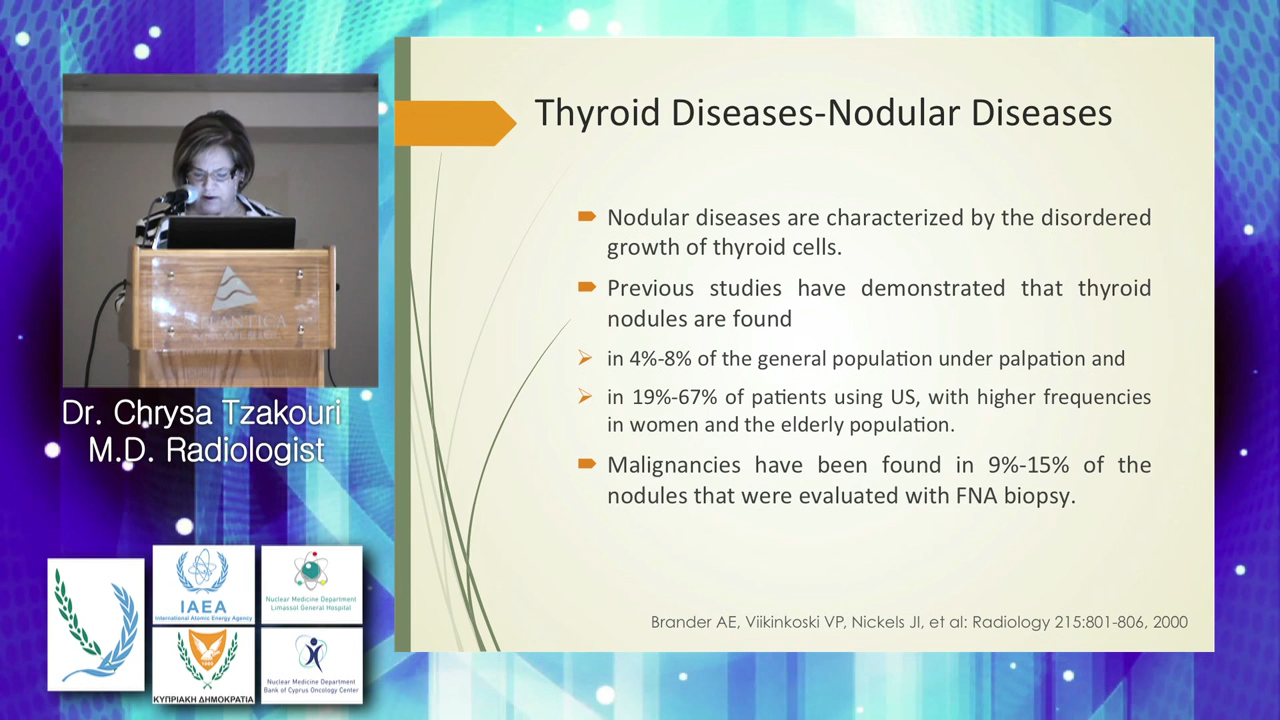 Thyroid Diseases-Nodular Diseases
Nodular diseases are characterized by the disordered
growth of thyroid cells.
Previous studies have demonstrated that thyroid
nodules are found
in 4%-8% of the general population under palpation and
in 19%-67% of patients using US, with higher frequencies
in women and the elderly population.
Malignancies have been found in 9%-15% of the
nodules that were evaluated with FNA biopsy.
Brander AE, Viikinkoski VP, Nickels JI, et al: Radiology 215:801-806, 2000
Dr. Chrysa Tzakouri
M.D. Radiologist
IAEA
International Atomic Energy Agency
Nuclear Medicine Department
Limassol General Hospital
ΚΥΠΡΙΑΚΗ ΔΗΜΟΚΡΑΤΙΑ
Nuclear Medicine Department
Bank of Cyprus Oncology Center